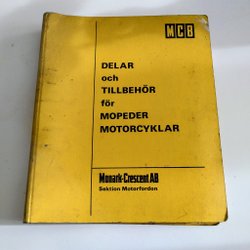 MCB
DELAR
och
TILLBEHÖR
för
MOPEDER
MOTORCYKLAR
Monark-Crescent AB
Sektion Motorfordon